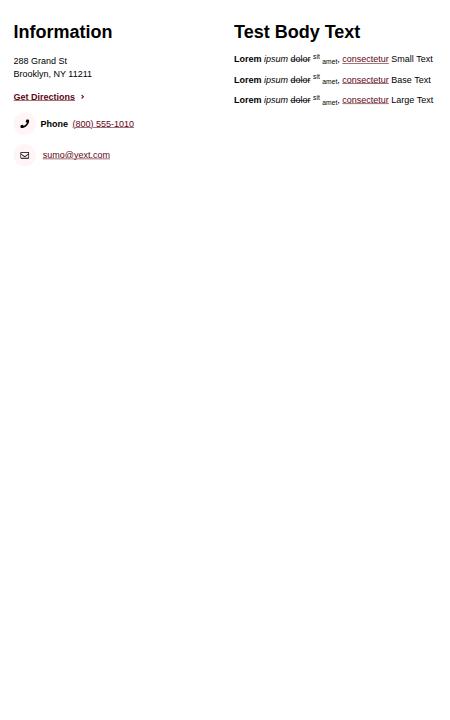 Information
288 Grand St
Brooklyn, NY 11211
Get Directions
Phone (800) 555-1010
sumo@yext.com
Test Body Text
Lorem ipsum dolor sit amet, consectetur Small Text
Lorem ipsum dolor sit amet, consectetur Base Text
Lorem ipsum dolor sit amet, consectetur Large Text